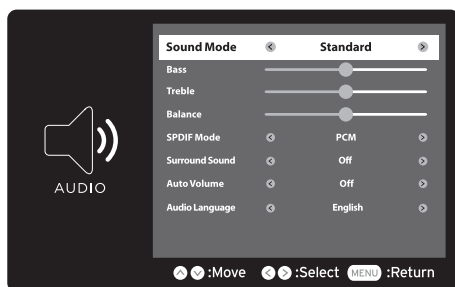 Sound Mode Standard
Bass
Treble
Balance
SPDIF Mode PCM
Surround Sound Off
Auto Volume Off
Audio Language English
AUDIO
:Move :Select MENU :Return